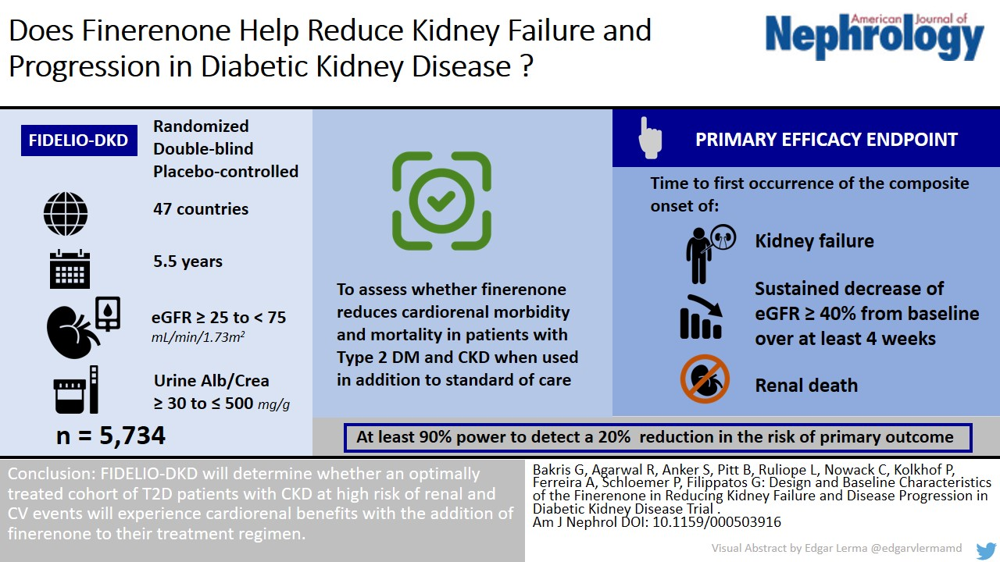 Does Finerenone Help Reduce Kidney Failure and
Progression in Diabetic Kidney Disease ?
American Journal of
Nephrology
FIDELIO-DKD
Randomized
Double-blind
Placebo-controlled
47 countries
5.5 years
eGFR ≥ 25 to < 75
mL/min/1.73m²
Urine Alb/Crea
≥ 30 to ≤ 500 mg/g
n = 5,734
To assess whether finerenone
reduces cardiorenal morbidity
and mortality in patients with
Type 2 DM and CKD when used
in addition to standard of care
PRIMARY EFFICACY ENDPOINT
Time to first occurrence of the composite
onset of:
Kidney failure
Sustained decrease of
eGFR ≥ 40% from baseline
over at least 4 weeks
Renal death
At least 90% power to detect a 20% reduction in the risk of primary outcome
Conclusion: FIDELIO-DKD will determine whether an optimally
treated cohort of T2D patients with CKD at high risk of renal and
CV events will experience cardiorenal benefits with the addition of
finerenone to their treatment regimen.
Bakris G, Agarwal R, Anker S, Pitt B, Ruliope L, Nowack C, Kolkhof P,
Ferreira A, Schloemer P, Filippatos G: Design and Baseline Characteristics
of the Finerenone in Reducing Kidney Failure and Disease Progression in
Diabetic Kidney Disease Trial .
Am J Nephrol DOI: 10.1159/000503916
Visual Abstract by Edgar Lerma @edgarvlermamd